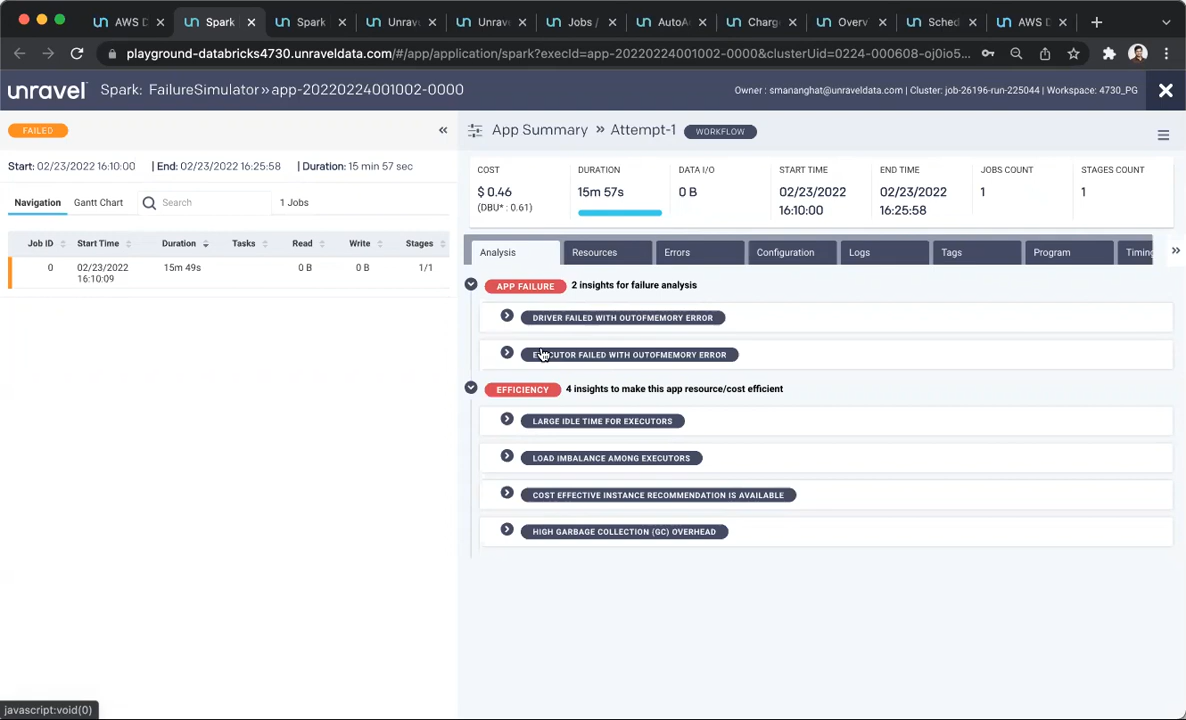 AWS D
Spark
Spark
Unrav
Unrav
Jobs /
AutoA
Charg
Overv
Sched
AWS D
playground-databricks4730.unraveldata.com/#/app/application/spark?execId=app-20220224001002-0000&clusterUid=0224-000608-oj0io5...
unravel Spark: FailureSimulator » app-20220224001002-0000
Owner : smananghat@unraveldata.com | Cluster: job-26196-run-225044 | Workspace: 4730_PG
FAILED
Start: 02/23/2022 16:10:00 | End: 02/23/2022 16:25:58 | Duration: 15 min 57 sec
Navigation Gantt Chart Search 1 Jobs
Job ID Start Time Duration Tasks Read Write Stages
0 02/23/2022 15m 49s 0 B 0 B 1/1
16:10:09
App Summary » Attempt-1 WORKFLOW
COST DURATION DATA I/O START TIME END TIME JOBS COUNT STAGES COUNT
$ 0.46 15m 57s 0 B 02/23/2022 02/23/2022 1 1
(DBU* : 0.61) 16:10:00 16:25:58
Analysis Resources Errors Configuration Logs Tags Program Timing »
APP FAILURE 2 insights for failure analysis
DRIVER FAILED WITH OUTOFMEMORY ERROR
EXECUTOR FAILED WITH OUTOFMEMORY ERROR
EFFICIENCY 4 insights to make this app resource/cost efficient
LARGE IDLE TIME FOR EXECUTORS
LOAD IMBALANCE AMONG EXECUTORS
COST EFFECTIVE INSTANCE RECOMMENDATION IS AVAILABLE
HIGH GARBAGE COLLECTION (GC) OVERHEAD
javascript:void(0)